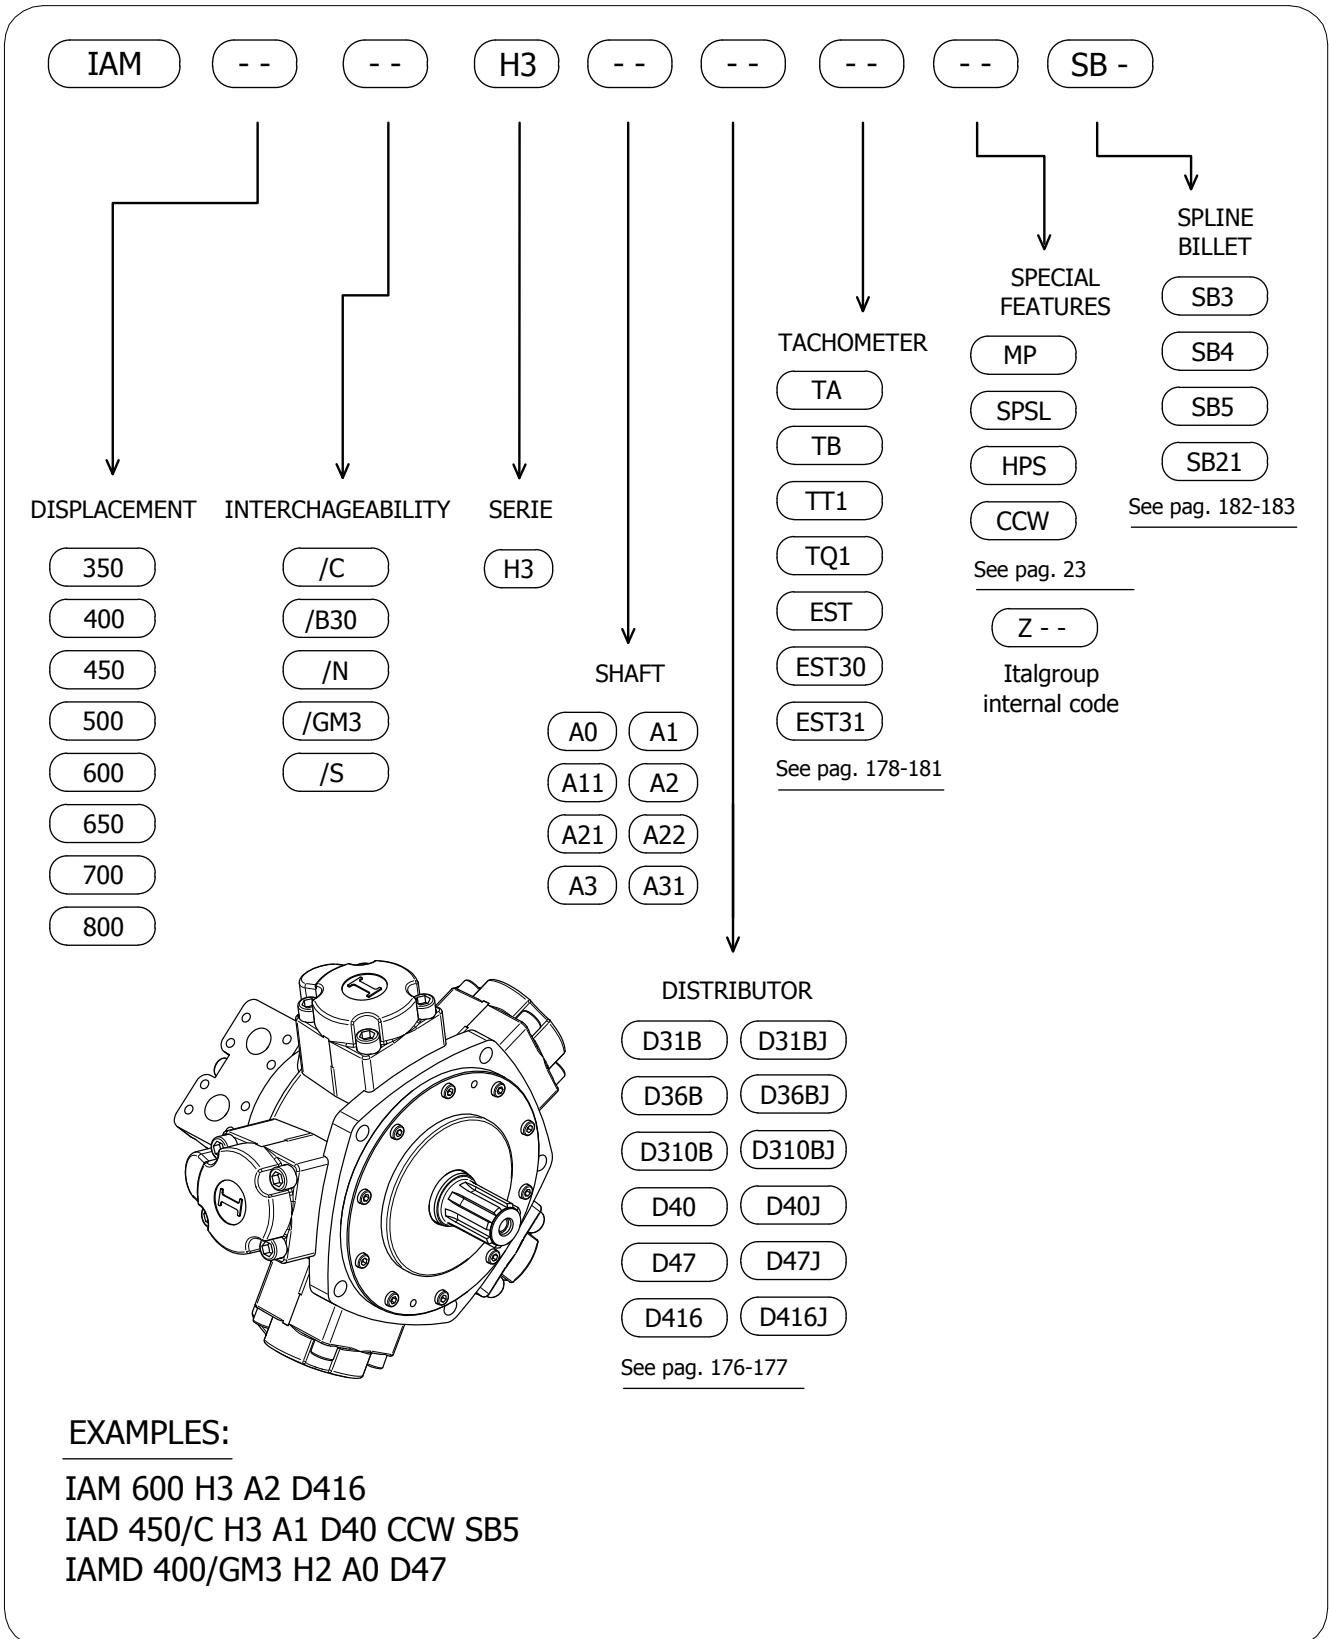 IAM -- -- H3 -- -- -- -- SB -
SPLINE
BILLET
SB3
SB4
SB5
SB21
See pag. 182-183
SPECIAL
FEATURES
MP
SPSL
HPS
CCW
See pag. 23
Z - -
Italgroup
internal code
TACHOMETER
TA
TB
TT1
TQ1
EST
EST30
EST31
See pag. 178-181
DISPLACEMENT
350
400
450
500
600
650
700
800
INTERCHAGEABILITY
/C
/B30
/N
/GM3
/S
SERIE
H3
SHAFT
A0 A1
A11 A2
A21 A22
A3 A31
DISTRIBUTOR
D31B D31BJ
D36B D36BJ
D310B D310BJ
D40 D40J
D47 D47J
D416 D416J
See pag. 176-177
EXAMPLES:
IAM 600 H3 A2 D416
IAD 450/C H3 A1 D40 CCW SB5
IAMD 400/GM3 H2 A0 D47